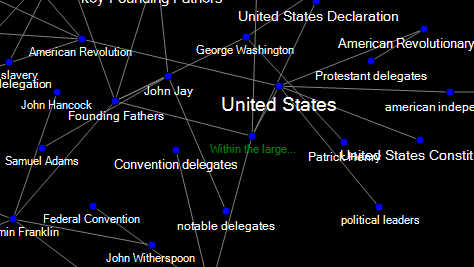 key Founding Fathers
United States Declaration
American Revolution
George Washington
American Revolutionary
slavery
delegation
Protestant delegates
John Jay
John Hancock
United States
american indepe
Founding Fathers
Within the large...
Samuel Adams
Convention delegates
Patrick Henry
United States Constit
Federal Convention
notable delegates
political leaders
min Franklin
John Witherspoon